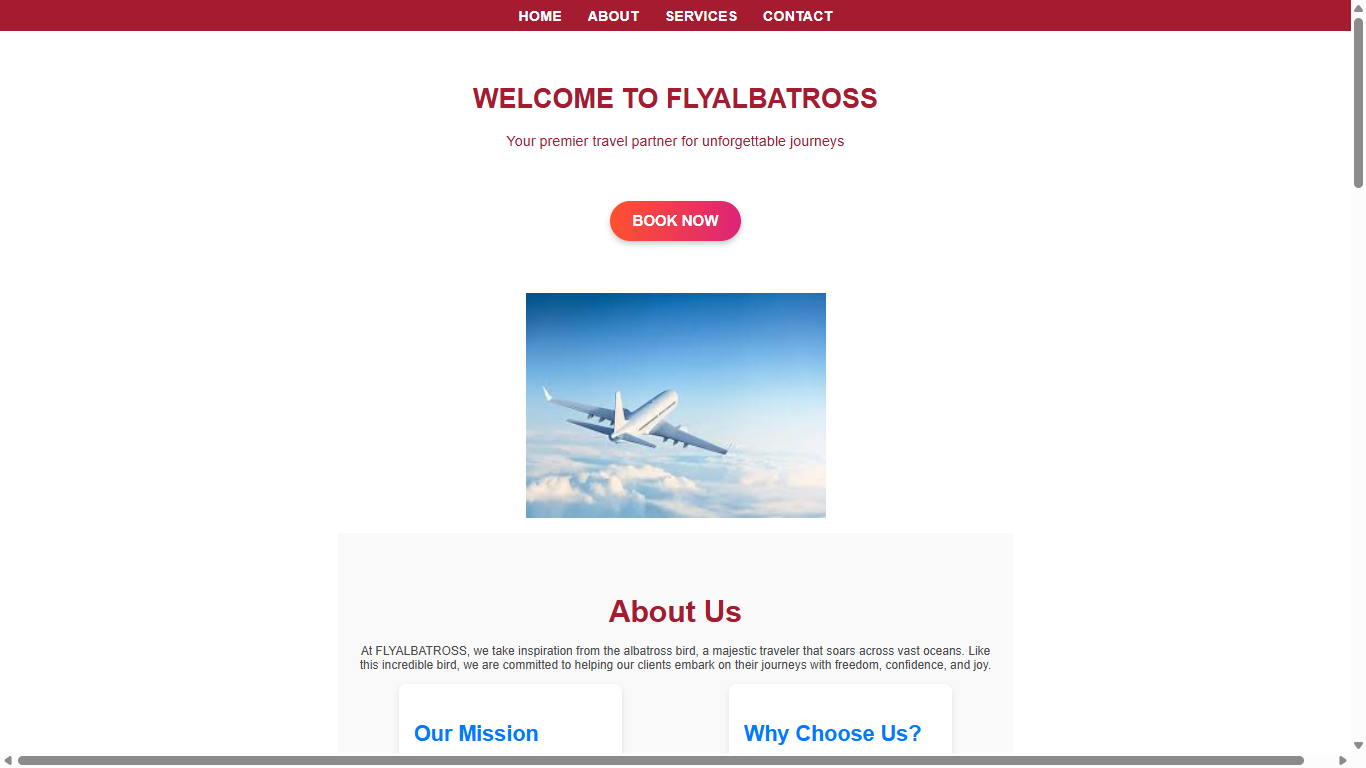 HOME ABOUT SERVICES CONTACT
WELCOME TO FLYALBATROSS
Your premier travel partner for unforgettable journeys
BOOK NOW
About Us
At FLYALBATROSS, we take inspiration from the albatross bird, a majestic traveler that soars across vast oceans. Like
this incredible bird, we are committed to helping our clients embark on their journeys with freedom, confidence, and joy.
Our Mission
Why Choose Us?